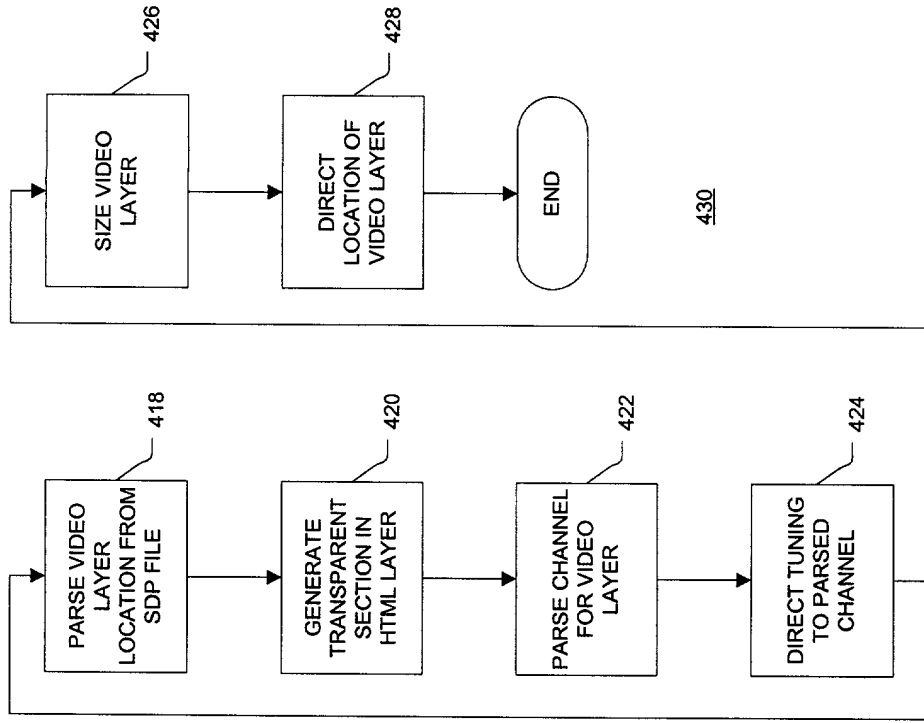 418
PARSE VIDEO
LAYER
LOCATION FROM
SDP FILE
420
GENERATE
TRANSPARENT
SECTION IN
HTML LAYER
422
PARSE CHANNEL
FOR VIDEO
LAYER
424
DIRECT TUNING
TO PARSED
CHANNEL
426
SIZE VIDEO
LAYER
428
DIRECT
LOCATION OF
VIDEO LAYER
END
430